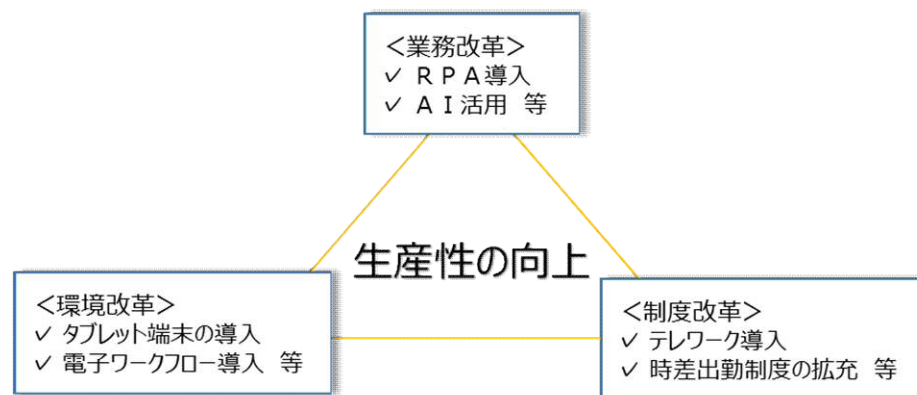 ＜業務改革＞
✓ ＲＰＡ導入
✓ ＡＩ活用　等
生産性の向上
＜環境改革＞
✓ タブレット端末の導入
✓ 電子ワークフロー導入　等
＜制度改革＞
✓ テレワーク導入
✓ 時差出勤制度の拡充　等